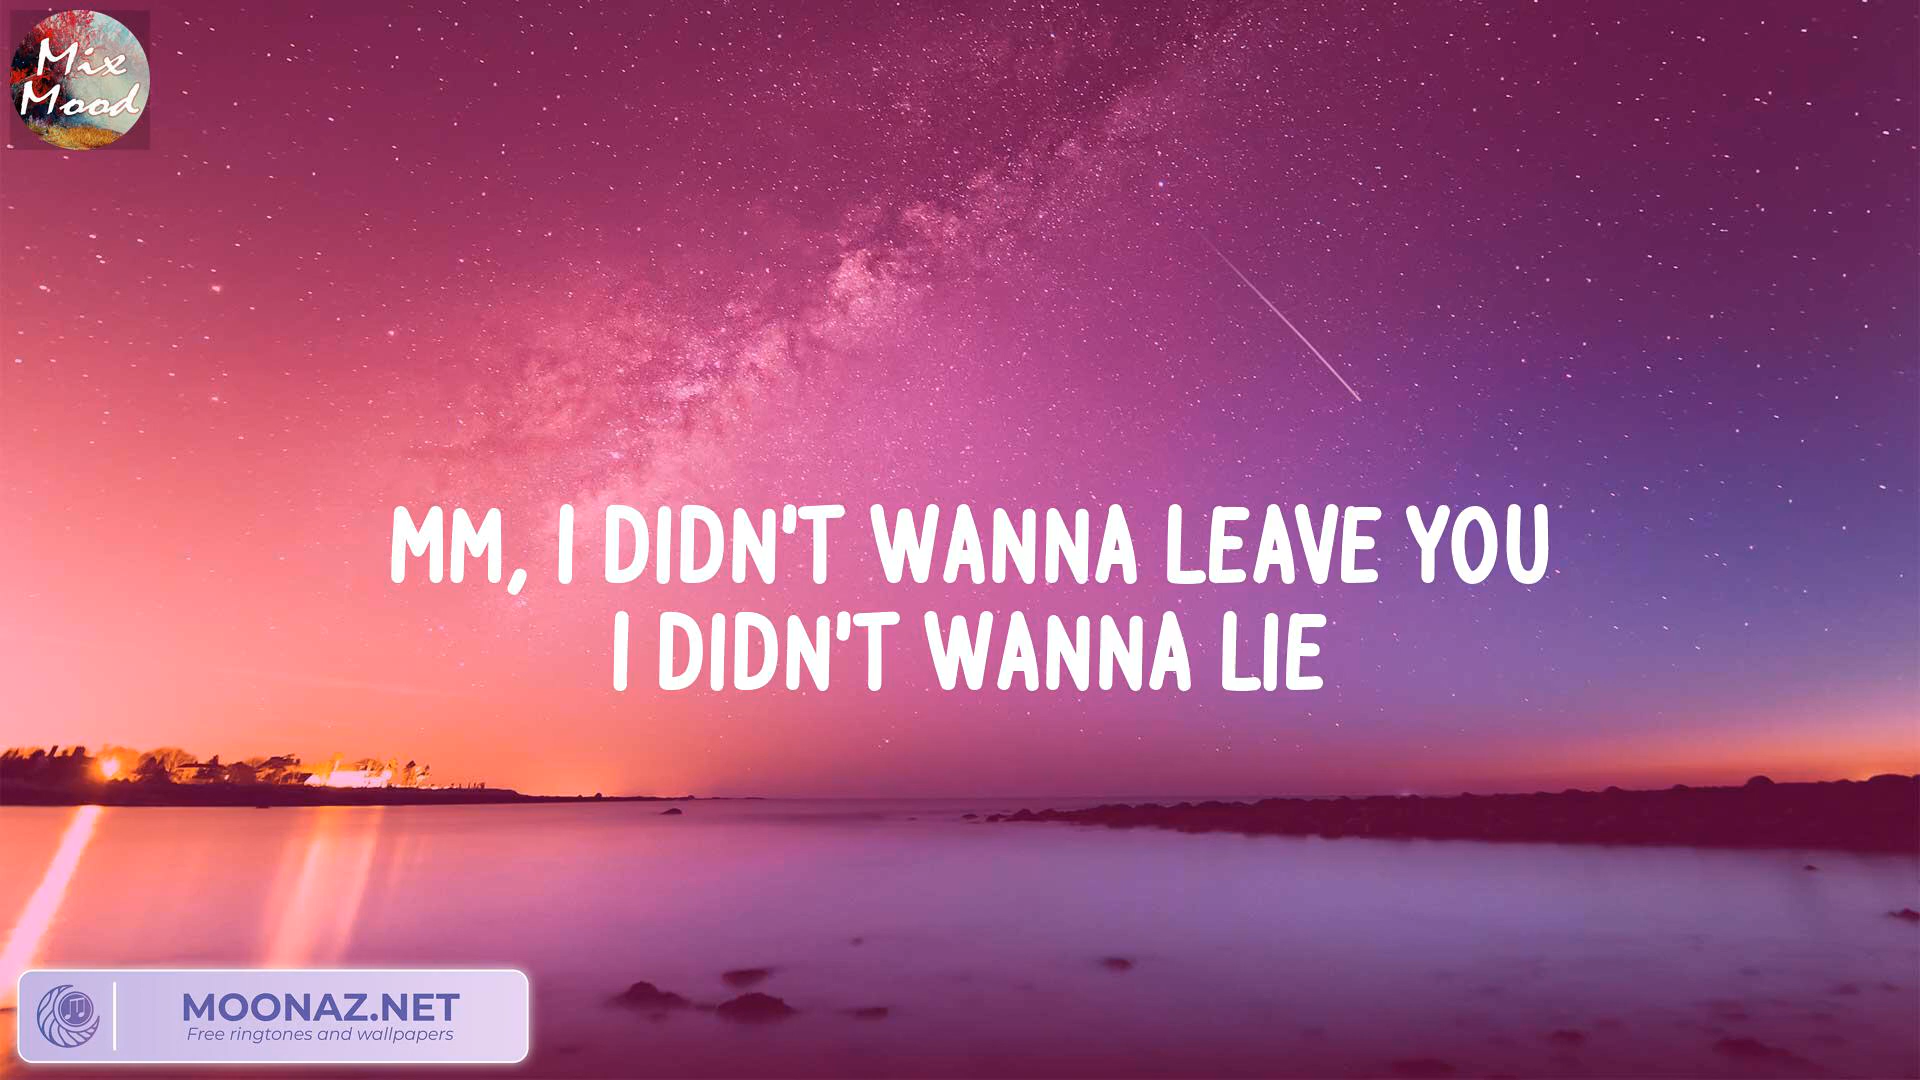 Mix
Mood
MM, I DIDN'T WANNA LEAVE YOU
I DIDN'T WANNA LIE
MOONAZ.NET
Free ringtones and wallpapers